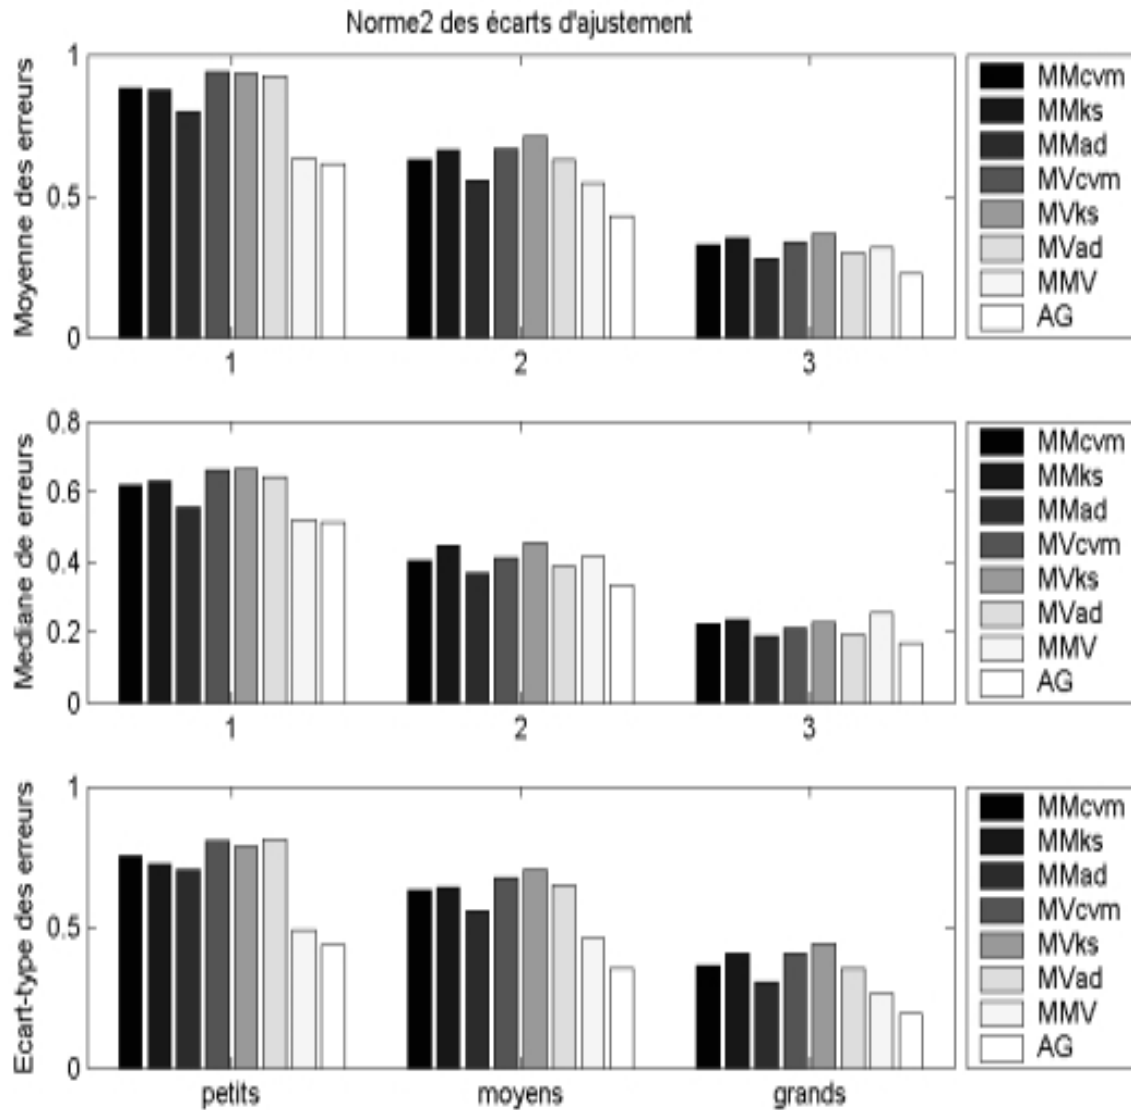 Norme2 des écarts d'ajustement
Moyenne des erreurs
1
0.5
0
1
2
3
MMcvm
MMks
MMad
MVcvm
MVks
MVad
MMV
AG
Mediane de erreurs
0.8
0.6
0.4
0.2
0
1
2
3
MMcvm
MMks
MMad
MVcvm
MVks
MVad
MMV
AG
Ecart-type des erreurs
1
0.5
0
petits
moyens
grands
MMcvm
MMks
MMad
MVcvm
MVks
MVad
MMV
AG